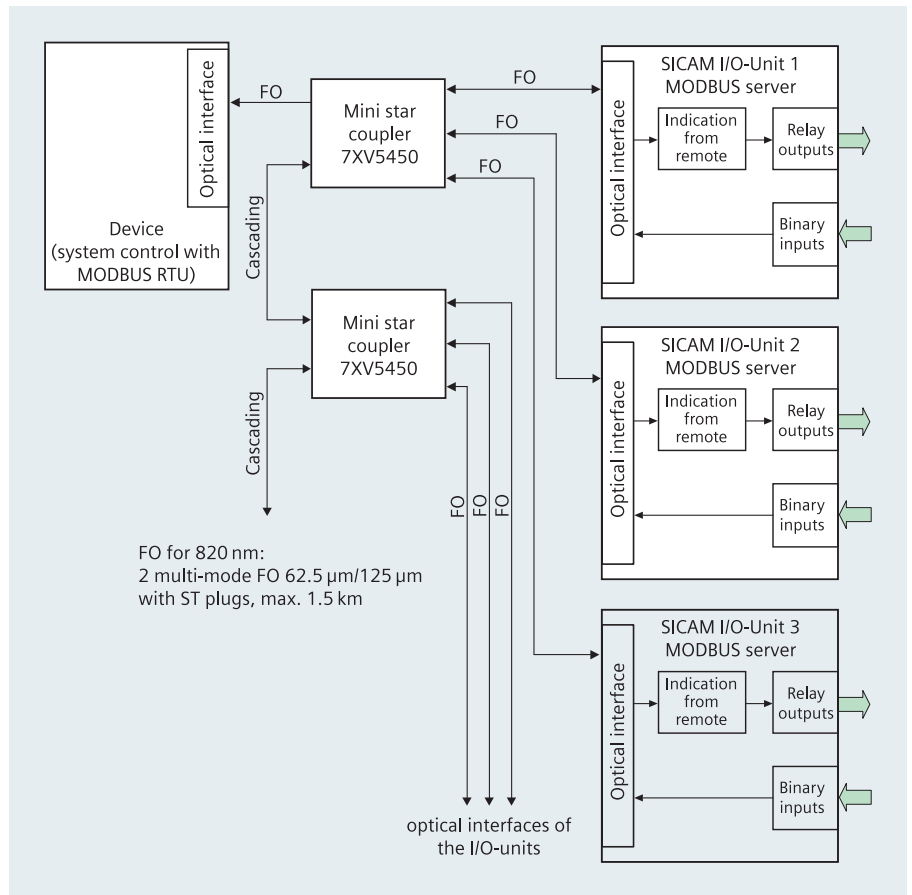 Optical interface
Device
(system control with
MODBUS RTU)
FO
Mini star
coupler
7XV5450
FO
FO
FO
Cascading
Mini star
coupler
7XV5450
Cascading
FO
FO
FO
FO for 820 nm:
2 multi-mode FO 62.5 µm/125 µm
with ST plugs, max. 1.5 km
optical interfaces of
the I/O-units
SICAM I/O-Unit 1
MODBUS server
Optical interface
Indication
from
remote
Relay
outputs
Binary
inputs
SICAM I/O-Unit 2
MODBUS server
Optical interface
Indication
from
remote
Relay
outputs
Binary
inputs
SICAM I/O-Unit 3
MODBUS server
Optical interface
Indication
from
remote
Relay
outputs
Binary
inputs